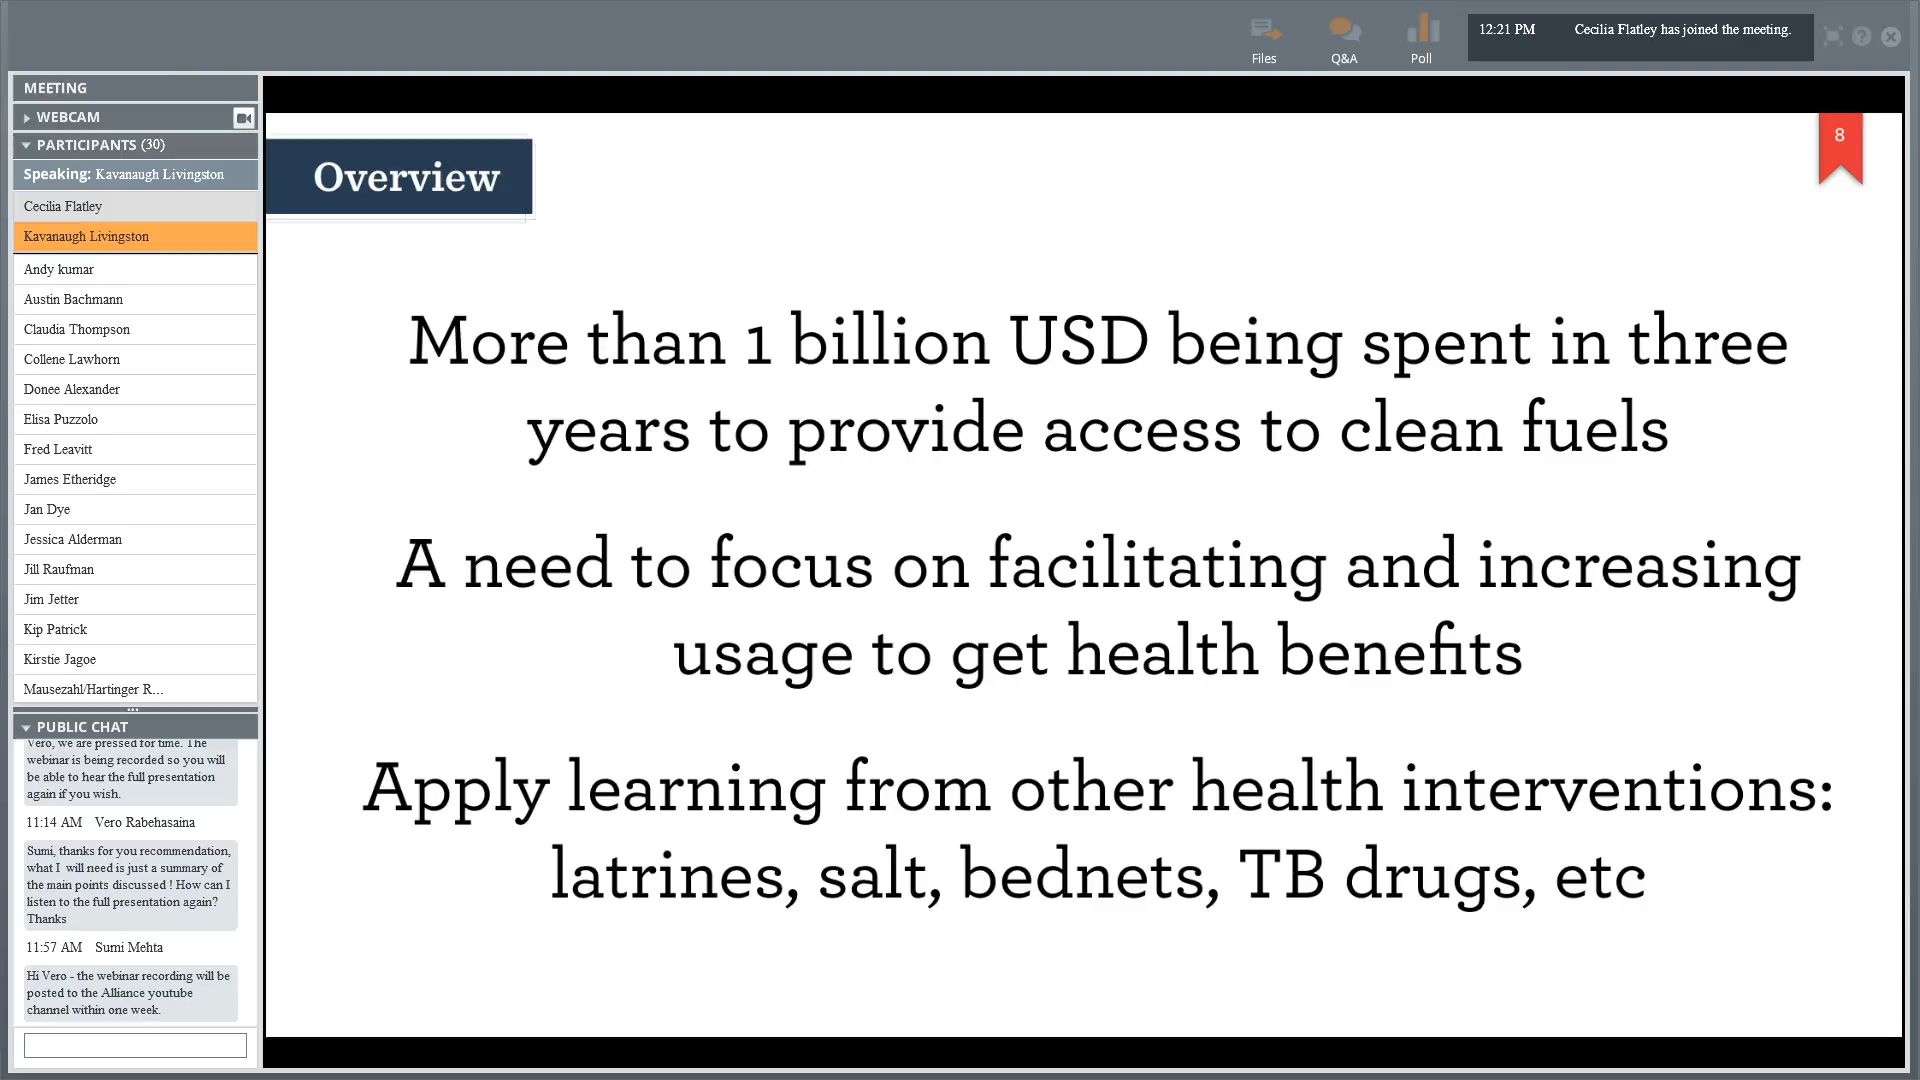 Files
Q&A
Poll
12:21 PM Cecilia Flatley has joined the meeting.
MEETING
WEBCAM
PARTICIPANTS (30)
Speaking: Kavanaugh Livingston
Cecilia Flatley
Kavanaugh Livingston
Andy kumar
Austin Bachmann
Claudia Thompson
Collene Lawhorn
Donee Alexander
Elisa Puzzolo
Fred Leavitt
James Etheridge
Jan Dye
Jessica Alderman
Jill Raufman
Jim Jetter
Kip Patrick
Kirstie Jagoe
Mausezahl/Hartinger R...
PUBLIC CHAT
Vero, we are pressed for time. The
webinar is being recorded so you will
be able to hear the full presentation
again if you wish.
11:14 AM Vero Rabehasaina
Sumi, thanks for you recommendation,
what I will need is just a summary of
the main points discussed ! How can I
listen to the full presentation again?
Thanks
11:57 AM Sumi Mehta
Hi Vero - the webinar recording will be
posted to the Alliance youtube
channel within one week.
Overview
8
More than 1 billion USD being spent in three
years to provide access to clean fuels
A need to focus on facilitating and increasing
usage to get health benefits
Apply learning from other health interventions:
latrines, salt, bednets, TB drugs, etc